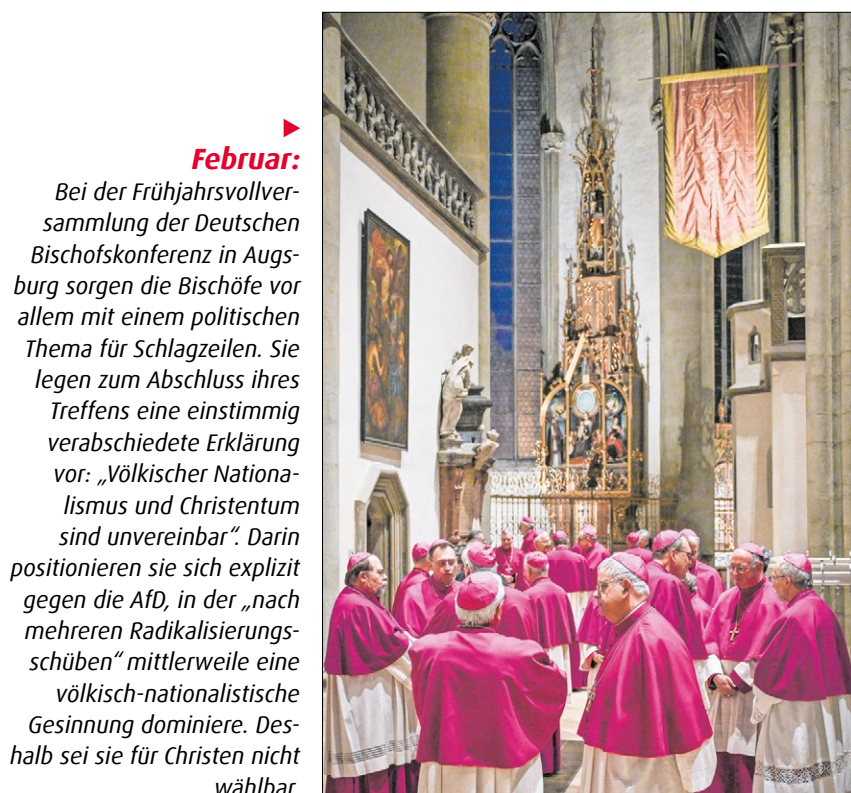 Februar:
Bei der Frühjahrsvollver-
sammlung der Deutschen
Bischofskonferenz in Augs-
burg sorgen die Bischöfe vor
allem mit einem politischen
Thema für Schlagzeilen. Sie
legen zum Abschluss ihres
Treffens eine einstimmig
verabschiedete Erklärung
vor: „Völkischer Nationa-
lismus und Christentum
sind unvereinbar“. Darin
positionieren sie sich explizit
gegen die AfD, in der „nach
mehreren Radikalisierungs-
schüben“ mittlerweile eine
völkisch-nationalistische
Gesinnung dominiere. Des-
halb sei sie für Christen nicht
wählbar.